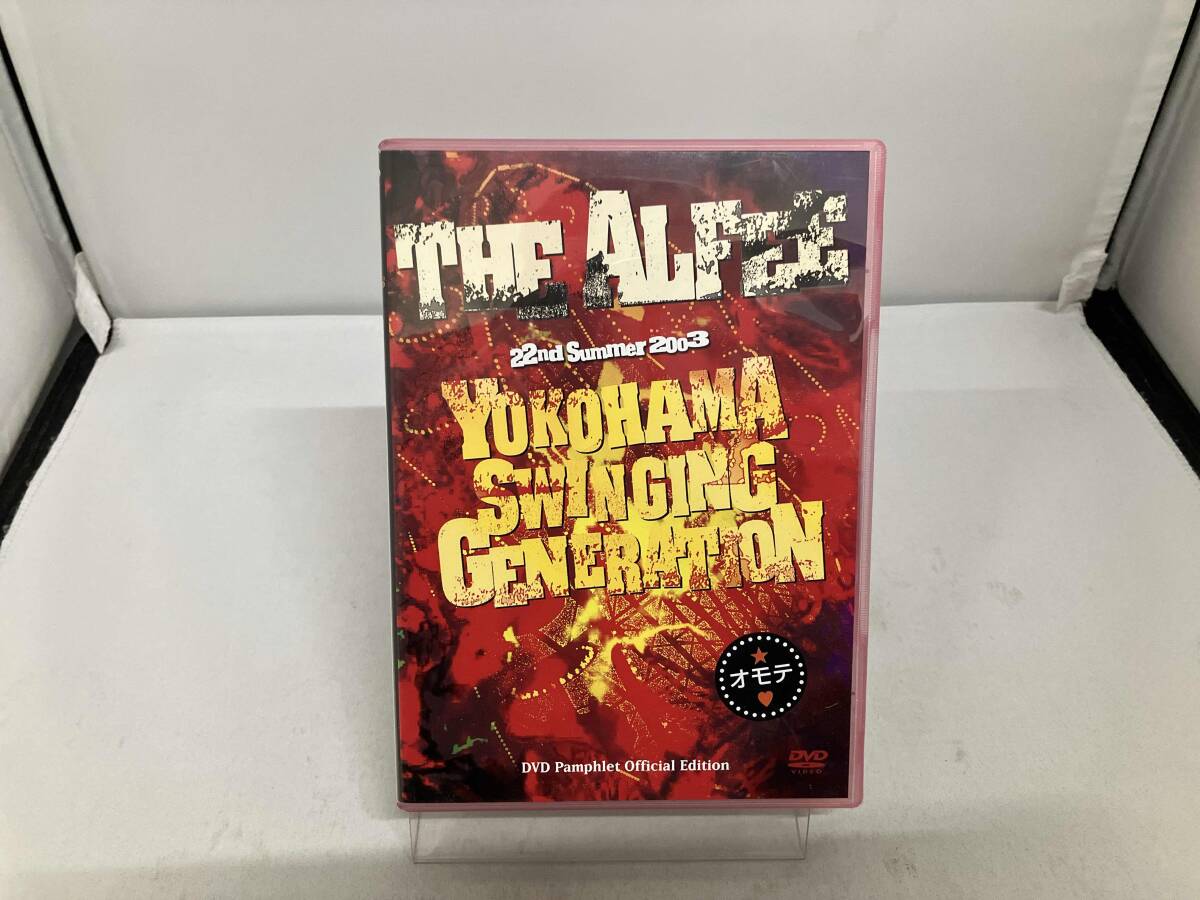 THE ALFEE
22nd Summer 2003
YOKOHAMA
SWINGING
GENERATION
オモテ
DVD Pamphlet Official Edition
DVD
VIDEO